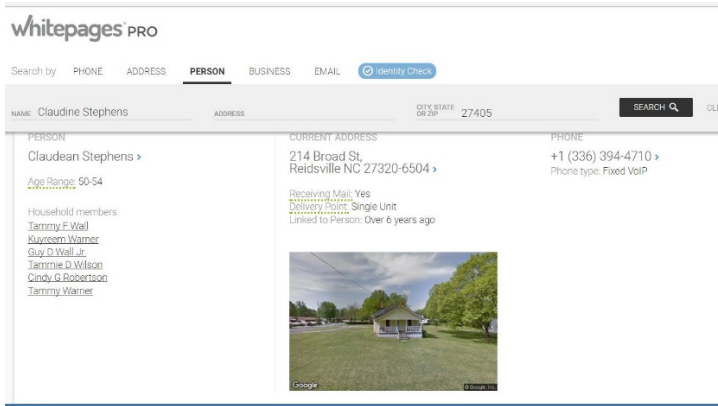 whitepages PRO
Search by PHONE ADDRESS PERSON BUSINESS EMAIL Identity Check
NAME Claudine Stephens ADDRESS CITY, STATE OR ZIP 27405 SEARCH CLE
PERSON
Claudean Stephens >
Age Range: 50-54
Household members
Tammy F Wall
Kuyreem Warner
Guy D Wall Jr.
Tammie D Wilson
Cindy G Robertson
Tammy Warner
CURRENT ADDRESS
214 Broad St,
Reidsville NC 27320-6504 >
Receiving Mail: Yes
Delivery Point: Single Unit
Linked to Person: Over 6 years ago
Google
© Google, Inc.
PHONE
+1 (336) 394-4710 >
Phone type: Fixed VoIP